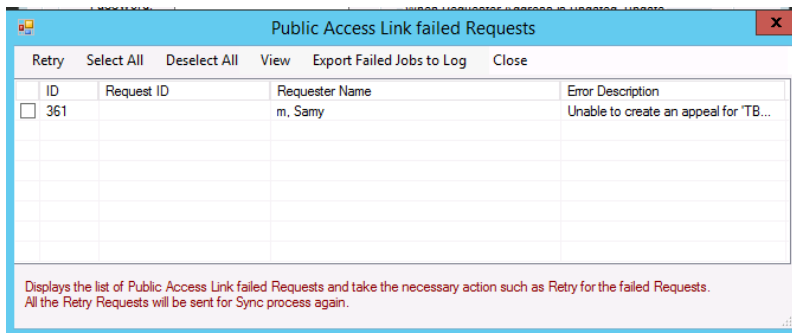 Public Access Link failed Requests
x
Retry Select All Deselect All View Export Failed Jobs to Log Close
ID Request ID Requester Name Error Description
361 m, Samy Unable to create an appeal for 'TB...
Displays the list of Public Access Link failed Requests and take the necessary action such as Retry for the failed Requests.
All the Retry Requests will be sent for Sync process again.